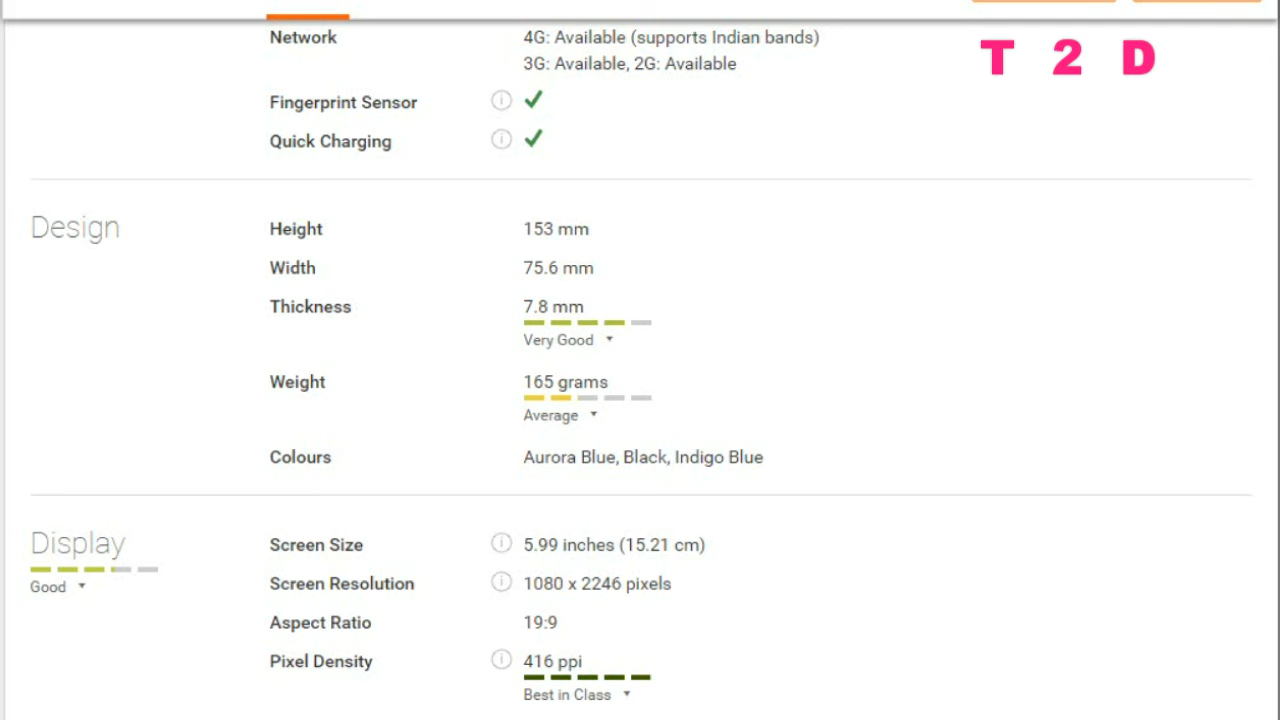 Network 4G: Available (supports Indian bands)
3G: Available, 2G: Available
T 2 D
Fingerprint Sensor
Quick Charging
Design
Height 153 mm
Width 75.6 mm
Thickness 7.8 mm
Very Good
Weight 165 grams
Average
Colours Aurora Blue, Black, Indigo Blue
Display
Good
Screen Size 5.99 inches (15.21 cm)
Screen Resolution 1080 x 2246 pixels
Aspect Ratio 19:9
Pixel Density 416 ppi
Best in Class